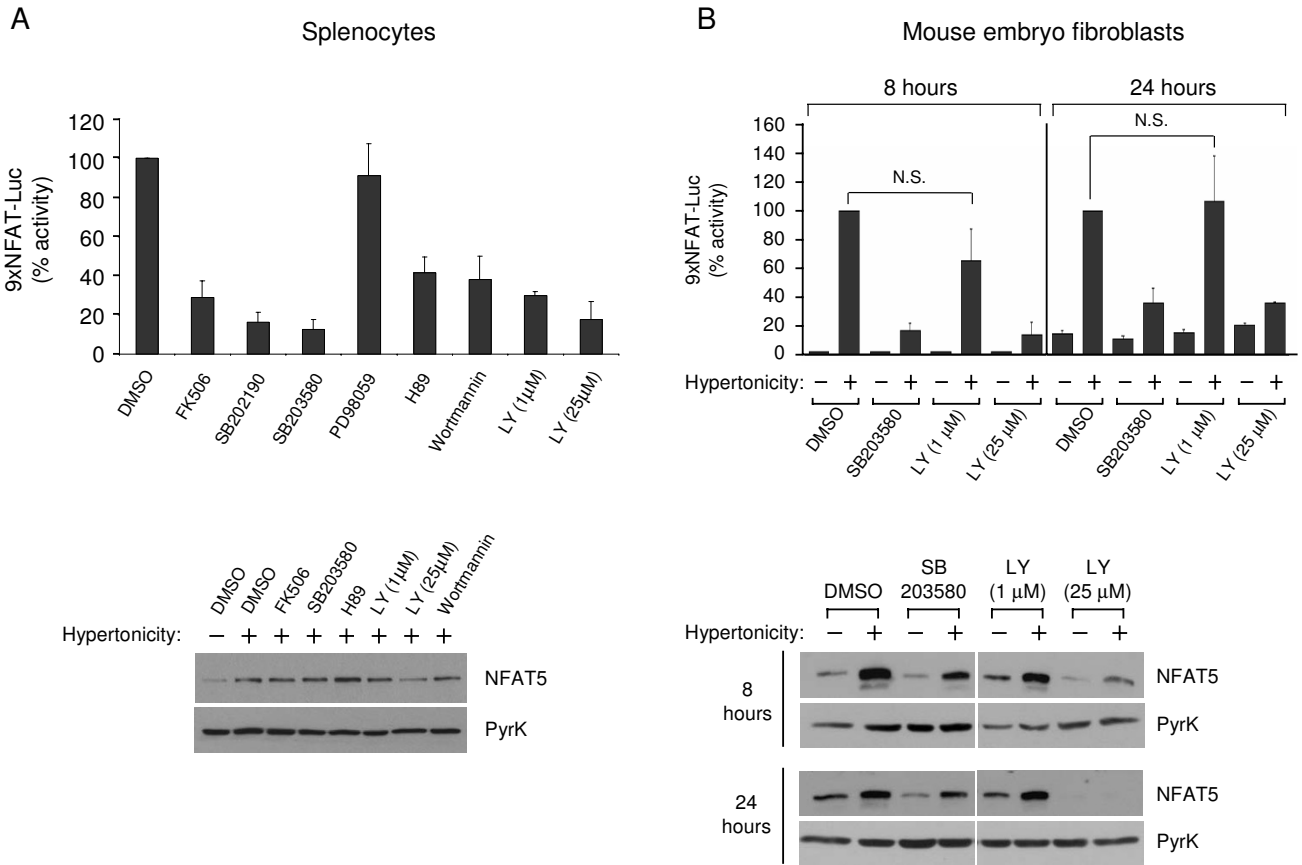 A
Splenocytes
9xNFAT-Luc
(% activity)
120
100
80
60
40
20
0
DMSO
FK506
SB202190
SB203580
PD98059
H89
Wortmannin
LY (1µM)
LY (25µM)
DMSO
DMSO
FK506
SB203580
H89
LY (1µM)
LY (25µM)
Wortmannin
Hypertonicity: – + + + + + + +
NFAT5
PyrK
B
Mouse embryo fibroblasts
8 hours
24 hours
N.S.
N.S.
9xNFAT-Luc
(% activity)
160
140
120
100
80
60
40
20
0
Hypertonicity: – + – + – + – + – + – + – + – +
DMSO
SB203580
LY (1 µM)
LY (25 µM)
DMSO
SB203580
LY (1 µM)
LY (25 µM)
DMSO
SB
203580
LY
(1 µM)
LY
(25 µM)
Hypertonicity: – + – + – + – +
8
hours
NFAT5
PyrK
24
hours
NFAT5
PyrK